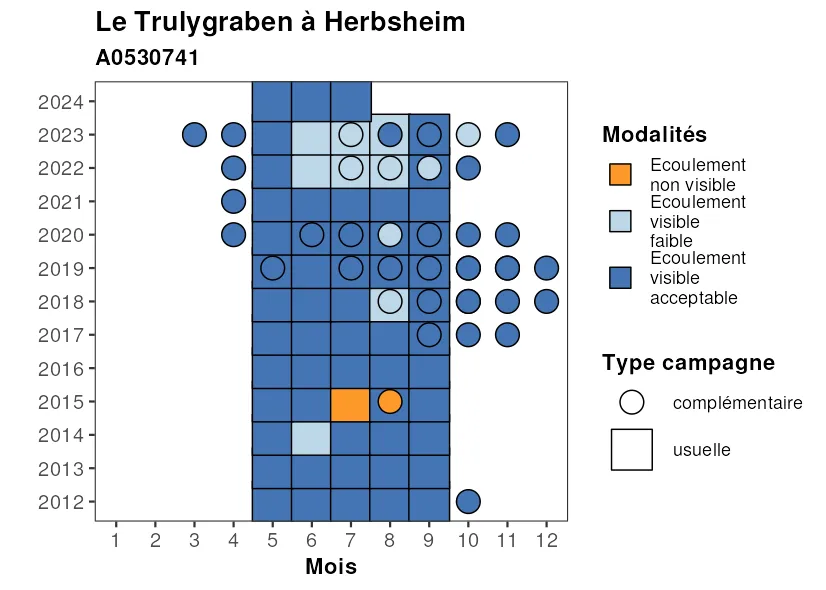 Le Trulygraben à Herbsheim
A0530741
2024
2023
2022
2021
2020
2019
2018
2017
2016
2015
2014
2013
2012
1 2 3 4 5 6 7 8 9 10 11 12
Mois
Modalités
Ecoulement
non visible
Ecoulement
visible
faible
Ecoulement
visible
acceptable
Type campagne
complémentaire
usuelle